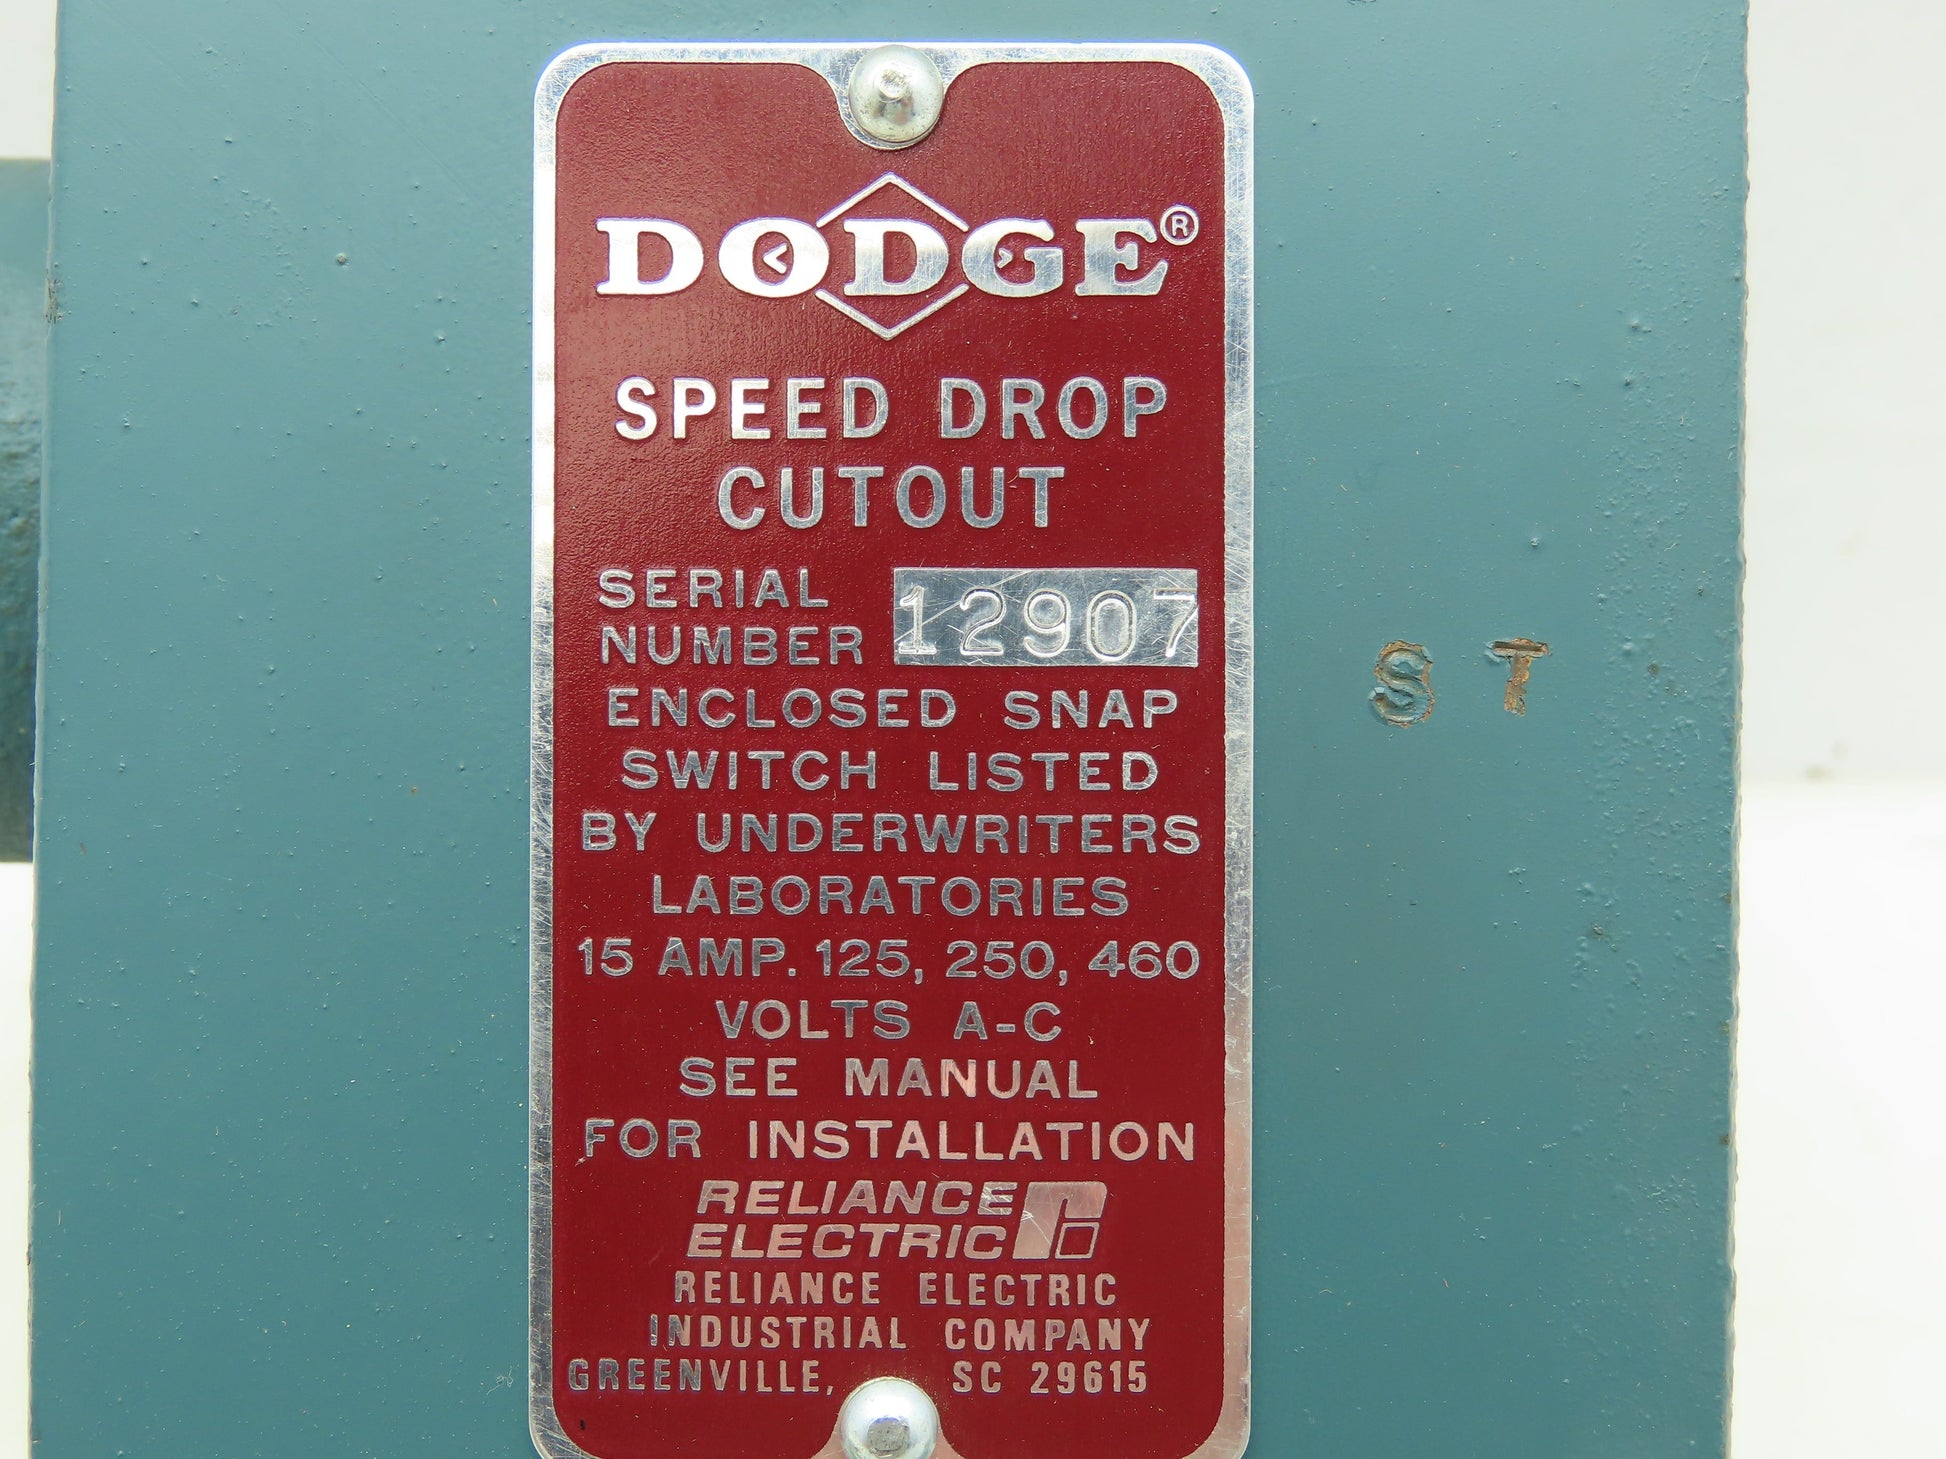 DODGE®
SPEED DROP
CUTOUT
SERIAL
NUMBER 12907
ENCLOSED SNAP
SWITCH LISTED
BY UNDERWRITERS
LABORATORIES
15 AMP. 125, 250, 460
VOLTS A-C
SEE MANUAL
FOR INSTALLATION
RELIANCE
ELECTRIC
RELIANCE ELECTRIC
INDUSTRIAL COMPANY
GREENVILLE, SC 29615
S T